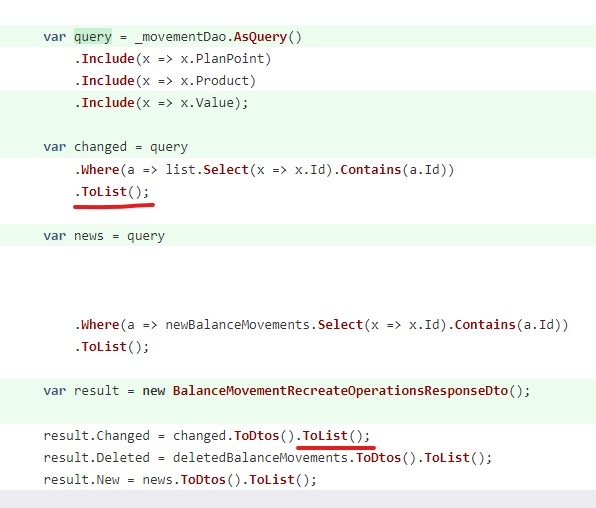 var query = _movementDao.AsQuery()
.Include(x => x.PlanPoint)
.Include(x => x.Product)
.Include(x => x.Value);
var changed = query
.Where(a => list.Select(x => x.Id).Contains(a.Id))
.ToList();
var news = query
.Where(a => newBalanceMovements.Select(x => x.Id).Contains(a.Id))
.ToList();
var result = new BalanceMovementRecreateOperationsResponseDto();
result.Changed = changed.ToDtos().ToList();
result.Deleted = deletedBalanceMovements.ToDtos().ToList();
result.New = news.ToDtos().ToList();